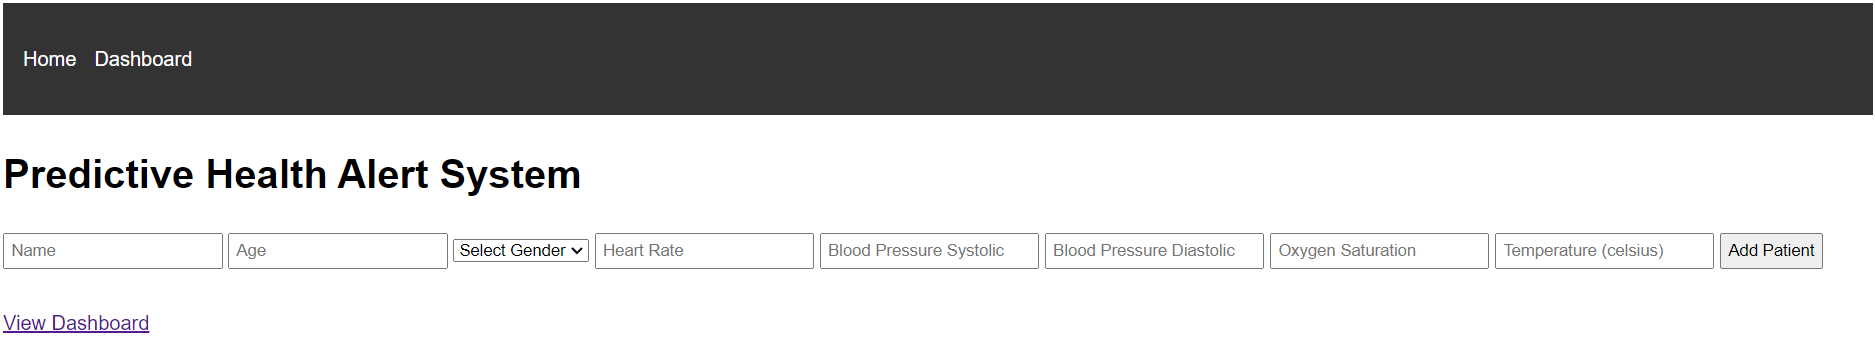 Home Dashboard
Predictive Health Alert System
Name Age Select Gender Heart Rate Blood Pressure Systolic Blood Pressure Diastolic Oxygen Saturation Temperature (celsius) Add Patient
View Dashboard